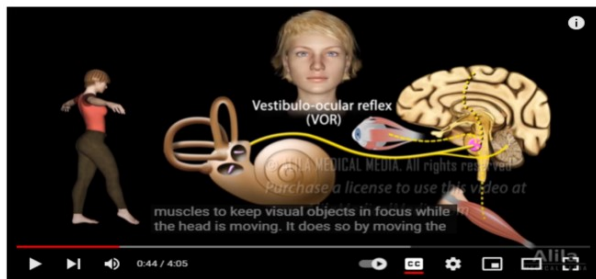 Vestibulo-ocular reflex
(VOR)
ALILA MEDICAL MEDIA. All rights reserved
Purchase a license to use this video at
muscles to keep visual objects in focus while
the head is moving. It does so by moving the
0:44 / 4:05
CC
Alila